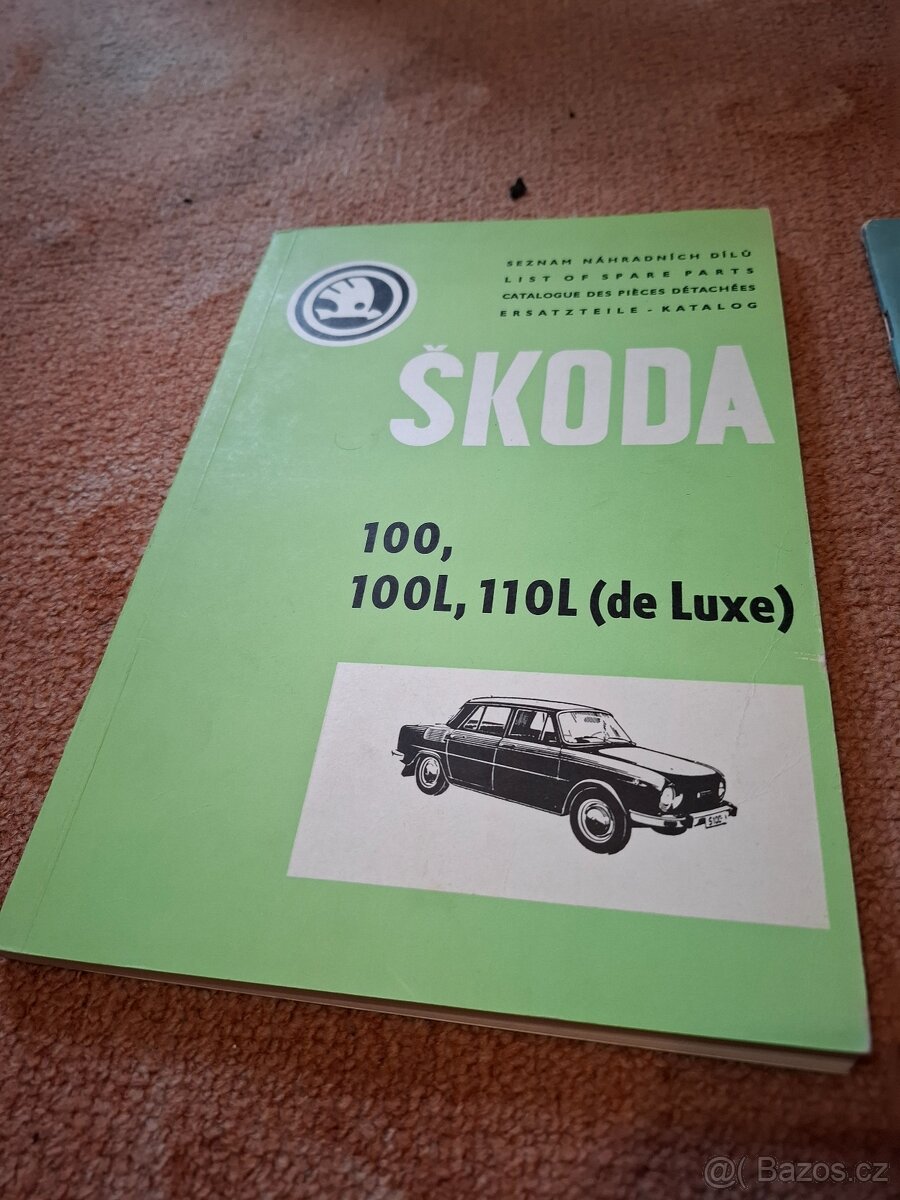 SEZNAM NÁHRADNÍCH DÍLŮ
LIST OF SPARE PARTS
CATALOGUE DES PIÈCES DÉTACHÉES
ERSATZTEILE - KATALOG
ŠKODA
100,
100L, 110L (de Luxe)
S100
@( Bazos.cz